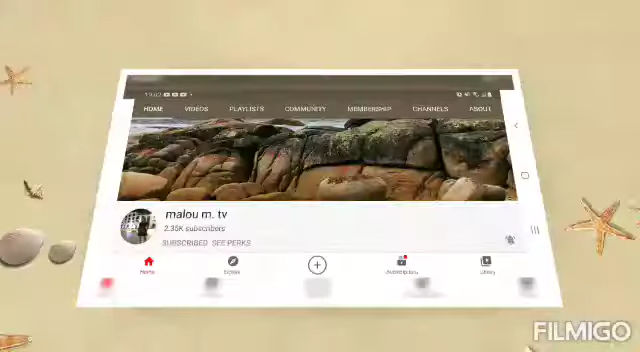 HOME VIDEOS PLAYLISTS COMMUNITY MEMBERSHIP CHANNELS ABOUT
malou m. tv
2.35K subscribers
SUBSCRIBED SEE PERKS
Home Explore Subscriptions Library
FILMIGO